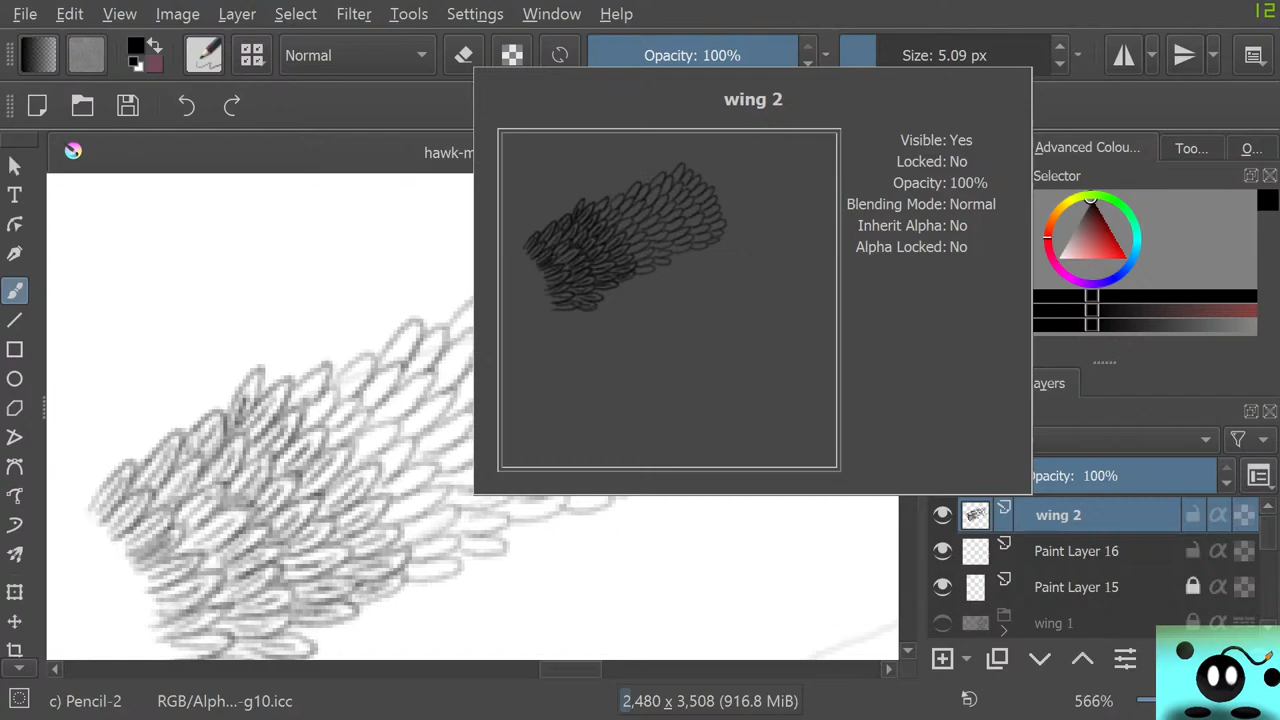 File Edit View Image Layer Select Filter Tools Settings Window Help
12
Normal
Opacity: 100%
Size: 5.09 px
wing 2
hawk-m
Visible: Yes
Locked: No
Opacity: 100%
Blending Mode: Normal
Inherit Alpha: No
Alpha Locked: No
Advanced Colou...
Too...
O...
Selector
ayers
Opacity: 100%
wing 2
Paint Layer 16
Paint Layer 15
wing 1
c) Pencil-2
RGB/Alph...-g10.icc
2,480 x 3,508 (916.8 MiB)
566%